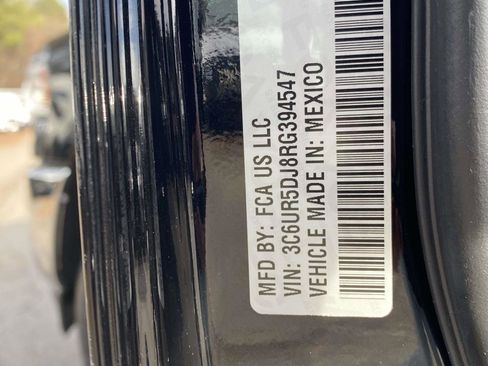 MFD BY: FCA US LLC
VIN: 3C6UR5DJ8RG394547
VEHICLE MADE IN: MEXICO